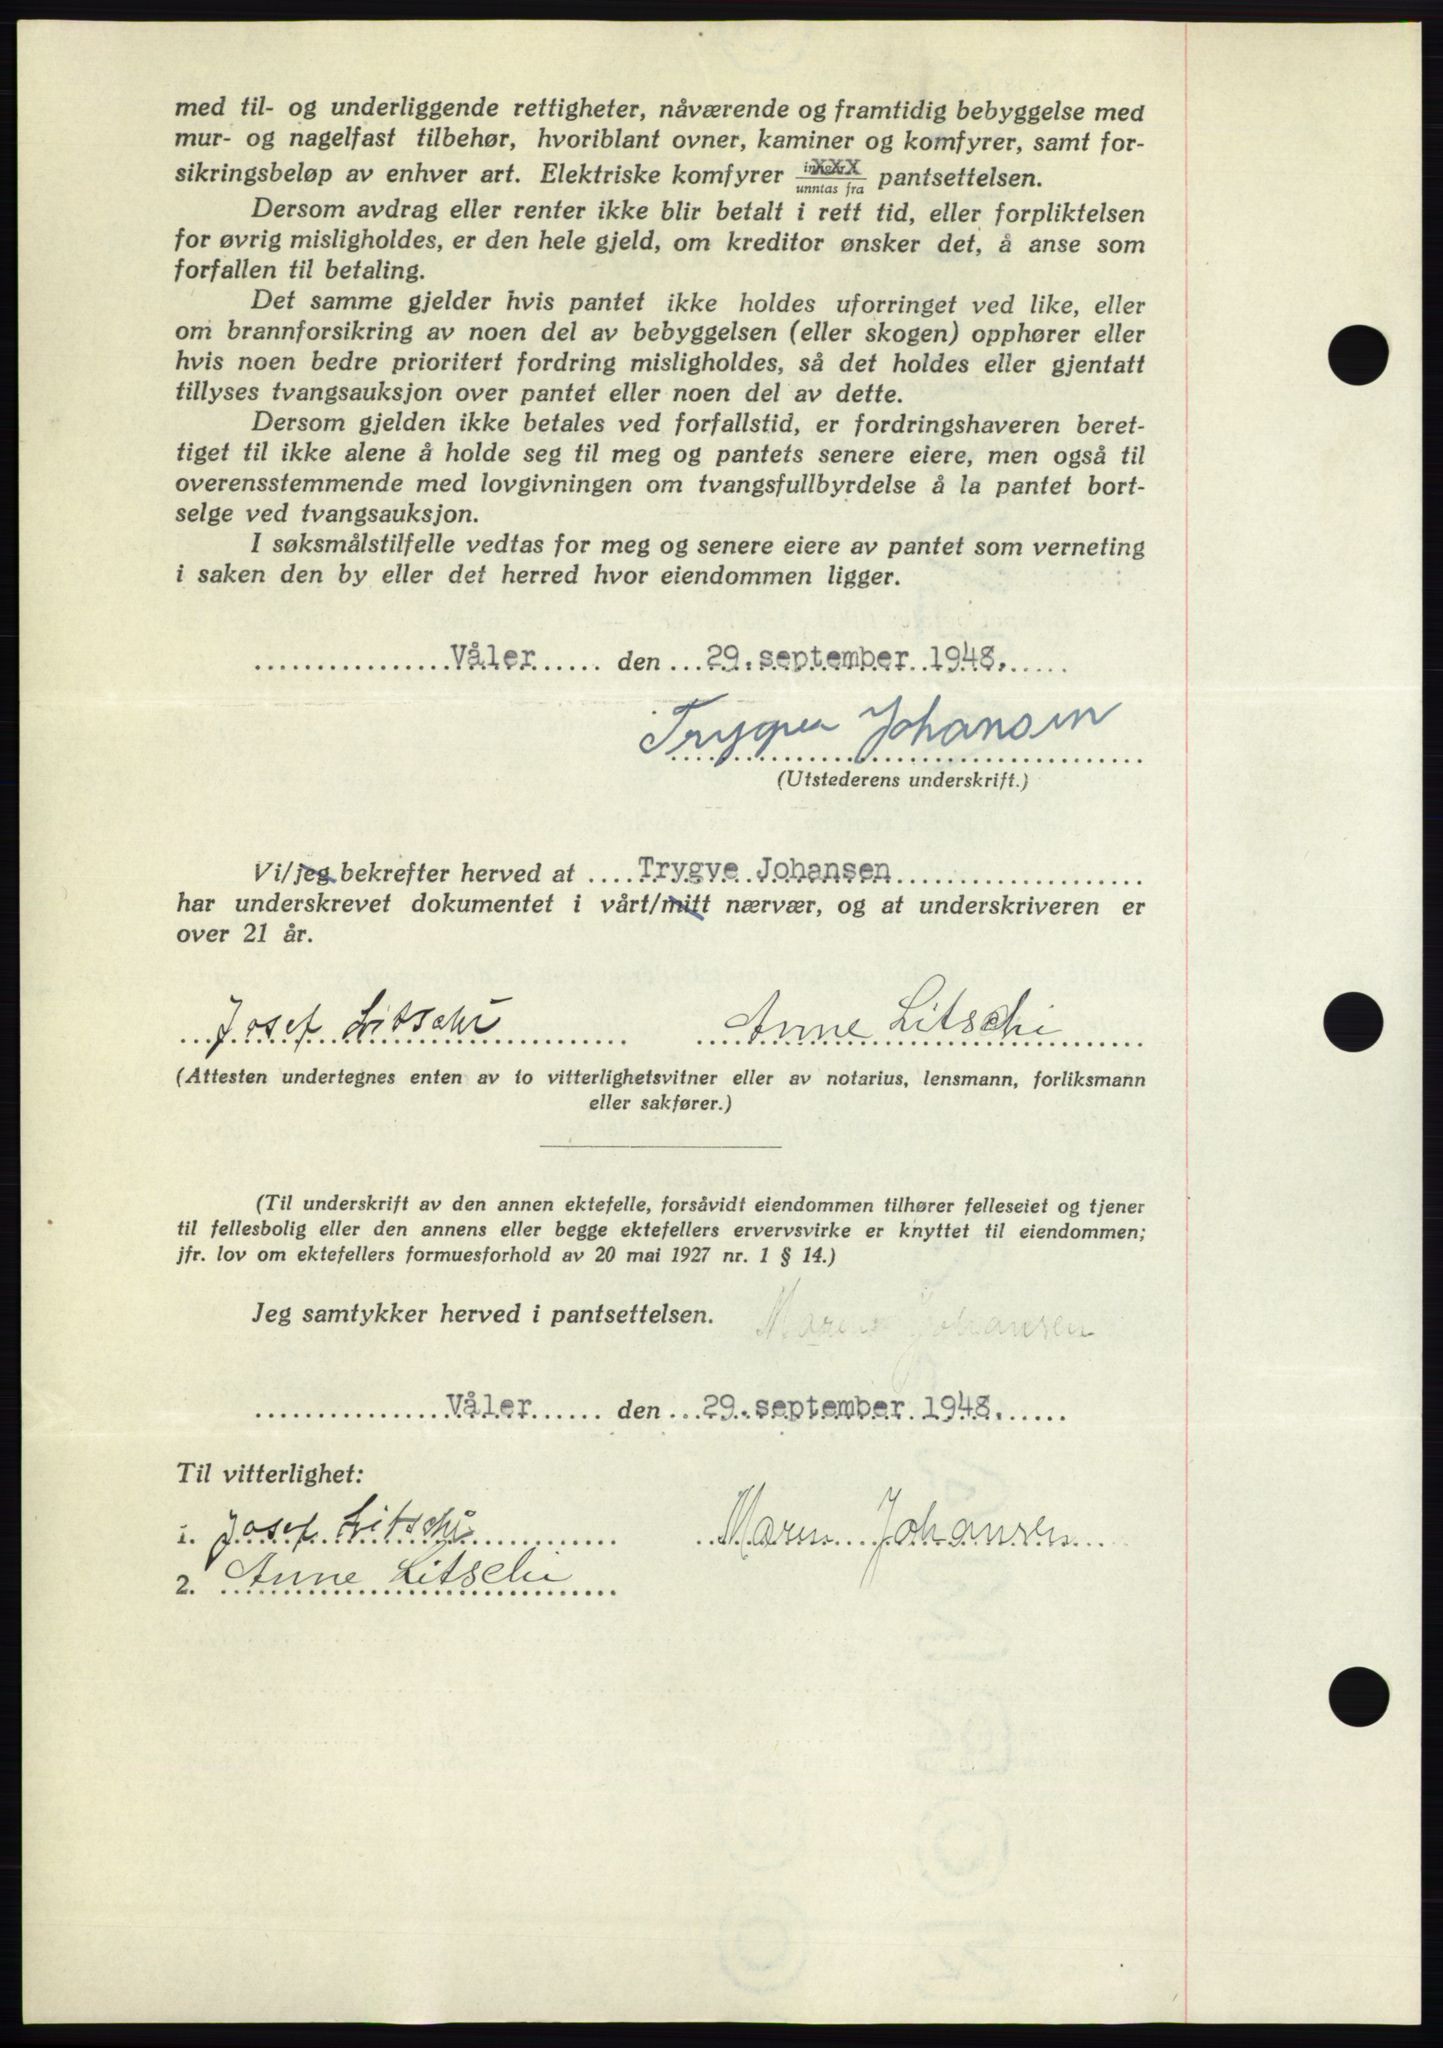 med til- og underliggende rettigheter, nåværende og framtidig bebyggelse med
mur- og nagelfast tilbehør, hvoriblant ovner, kaminer og komfyrer, samt for-
sikringsbeløp av enhver art. Elektriske komfyrer unntas fra pantsettelsen.
Dersom avdrag eller renter ikke blir betalt i rett tid, eller forpliktelsen
for øvrig misligholdes, er den hele gjeld, om kreditor ønsker det, å anse som
forfallen til betaling.
Det samme gjelder hvis pantet ikke holdes uforringet ved like, eller
om brannforsikring av noen del av bebyggelsen (eller skogen) opphører eller
hvis noen bedre prioritert fordring misligholdes, så det holdes eller gjentatt
tillyses tvangsauksjon over pantet eller noen del av dette.
Dersom gjelden ikke betales ved forfallstid, er fordringshaveren beret-
tiget til ikke alene å holde seg til meg og pantets senere eiere, men også til
overensstemmende med lovgivningen om tvangsfullbyrdelse å la pantet bort-
selge ved tvangsauksjon.
I søksmålstilfelle vedtas for meg og senere eiere av pantet som verneting
i saken den by eller det herred hvor eiendommen ligger.
Våler den 29. september 1948.
Trygve Johansen
(Utstederens underskrift.)
Vi/jeg bekrefter herved at Trygve Johansen
har underskrevet dokumentet i vårt/mitt nærvær, og at underskriveren er
over 21 år.
Josef Litschi Anne Litschi
(Attesten undertegnes enten av to vitterlighetsvitner eller av notarius, lensmann, forliksmann
eller sakfører.)
(Til underskrift av den annen ektefelle, forsåvidt eiendommen tilhører felleseiet og tjener
til fellesbolig eller den annens eller begge ektefellers ervervsvirke er knyttet til eiendommen;
jfr. lov om ektefellers formuesforhold av 20 mai 1927 nr. 1 § 14.)
Jeg samtykker herved i pantsettelsen. Maren Johansen
Våler den 29. september 1948.
Til vitterlighet:
1. Josef Litschi Maren Johansen
2. Anne Litschi